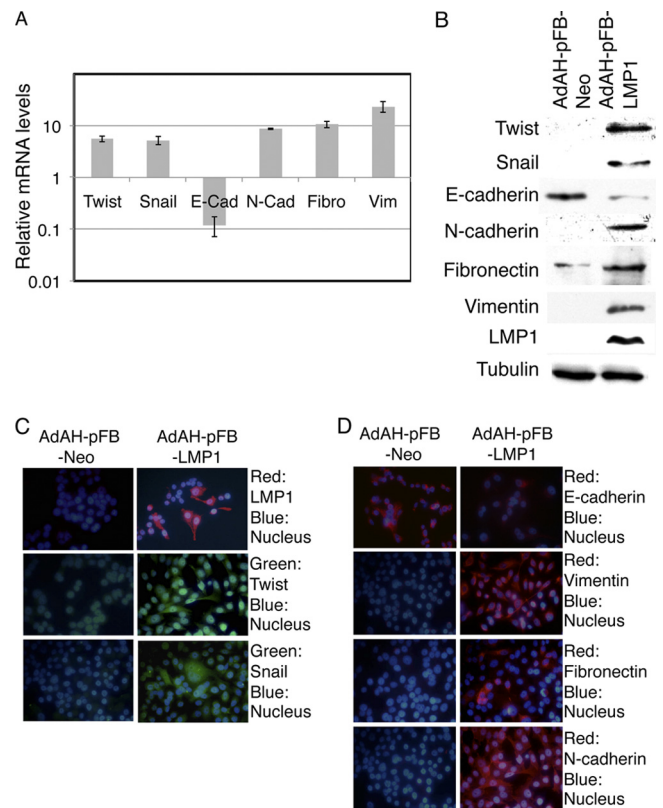 A
Relative mRNA levels
10
1
0.1
0.01
Twist
Snail
E-Cad
N-Cad
Fibro
Vim
B
AdAH-pFB-
Neo
AdAH-pFB-
LMP1
Twist
Snail
E-cadherin
N-cadherin
Fibronectin
Vimentin
LMP1
Tubulin
C
AdAH-pFB
-Neo
AdAH-pFB
-LMP1
Red:
LMP1
Blue:
Nucleus
Green:
Twist
Blue:
Nucleus
Green:
Snail
Blue:
Nucleus
D
AdAH-pFB
-Neo
AdAH-pFB
-LMP1
Red:
E-cadherin
Blue:
Nucleus
Red:
Vimentin
Blue:
Nucleus
Red:
Fibronectin
Blue:
Nucleus
Red:
N-cadherin
Blue:
Nucleus